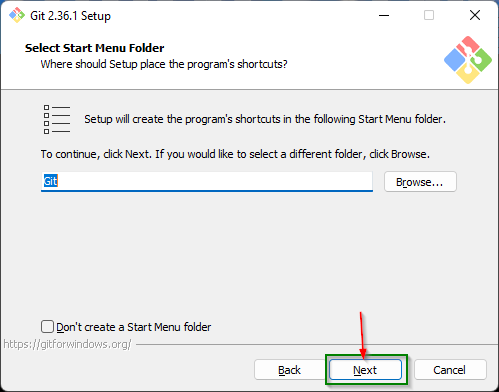 Git 2.36.1 Setup
Select Start Menu Folder
Where should Setup place the program's shortcuts?
Setup will create the program's shortcuts in the following Start Menu folder.
To continue, click Next. If you would like to select a different folder, click Browse.
Git
Browse...
Don't create a Start Menu folder
https://gitforwindows.org/
Back
Next
Cancel